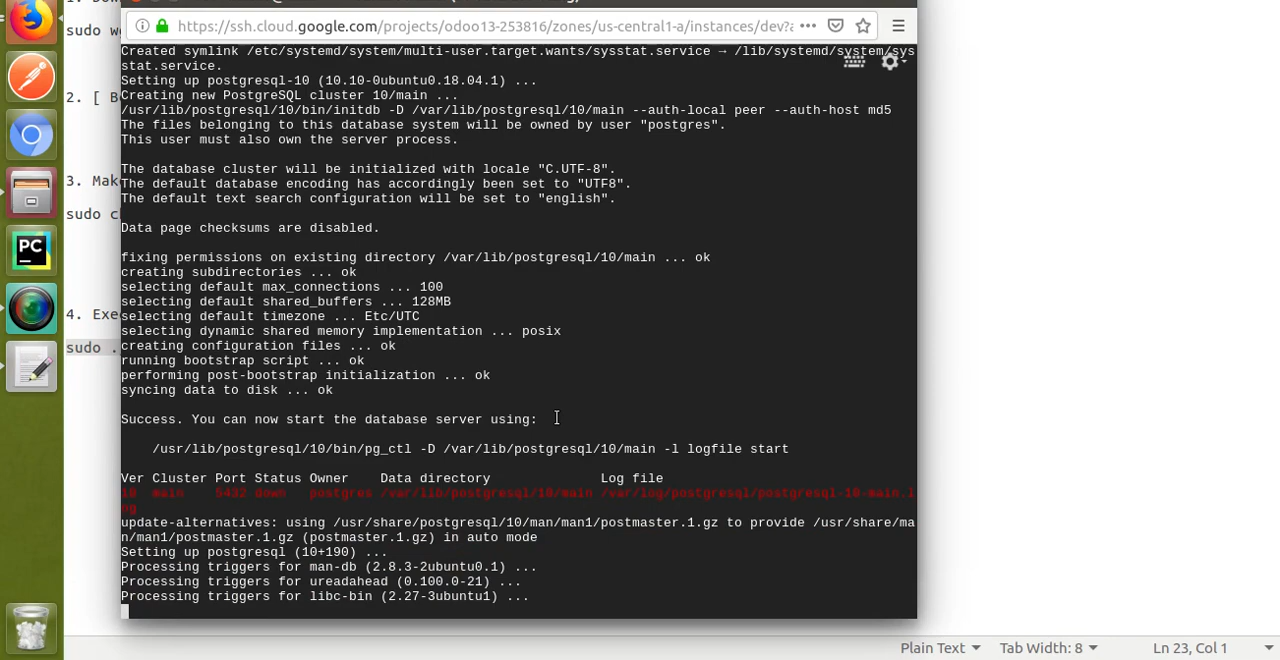 1. Dow
sudo w
2. [ B
3. Mak
sudo c
4. Exe
sudo .
https://ssh.cloud.google.com/projects/odoo13-253816/zones/us-central1-a/instances/dev?a
Created symlink /etc/systemd/system/multi-user.target.wants/sysstat.service → /lib/systemd/system/sys
stat.service.
Setting up postgresql-10 (10.10-0ubuntu0.18.04.1) ...
Creating new PostgreSQL cluster 10/main ...
/usr/lib/postgresql/10/bin/initdb -D /var/lib/postgresql/10/main --auth-local peer --auth-host md5
The files belonging to this database system will be owned by user "postgres".
This user must also own the server process.
The database cluster will be initialized with locale "C.UTF-8".
The default database encoding has accordingly been set to "UTF8".
The default text search configuration will be set to "english".
Data page checksums are disabled.
fixing permissions on existing directory /var/lib/postgresql/10/main ... ok
creating subdirectories ... ok
selecting default max_connections ... 100
selecting default shared_buffers ... 128MB
selecting default timezone ... Etc/UTC
selecting dynamic shared memory implementation ... posix
creating configuration files ... ok
running bootstrap script ... ok
performing post-bootstrap initialization ... ok
syncing data to disk ... ok
Success. You can now start the database server using:
/usr/lib/postgresql/10/bin/pg_ctl -D /var/lib/postgresql/10/main -l logfile start
Ver Cluster Port Status Owner Data directory Log file
10 main 5432 down postgres /var/lib/postgresql/10/main /var/log/postgresql/postgresql-10-main.l
og
update-alternatives: using /usr/share/postgresql/10/man/man1/postmaster.1.gz to provide /usr/share/ma
n/man1/postmaster.1.gz (postmaster.1.gz) in auto mode
Setting up postgresql (10+190) ...
Processing triggers for man-db (2.8.3-2ubuntu0.1) ...
Processing triggers for ureadahead (0.100.0-21) ...
Processing triggers for libc-bin (2.27-3ubuntu1) ...
PC
Plain Text Tab Width: 8 Ln 23, Col 1